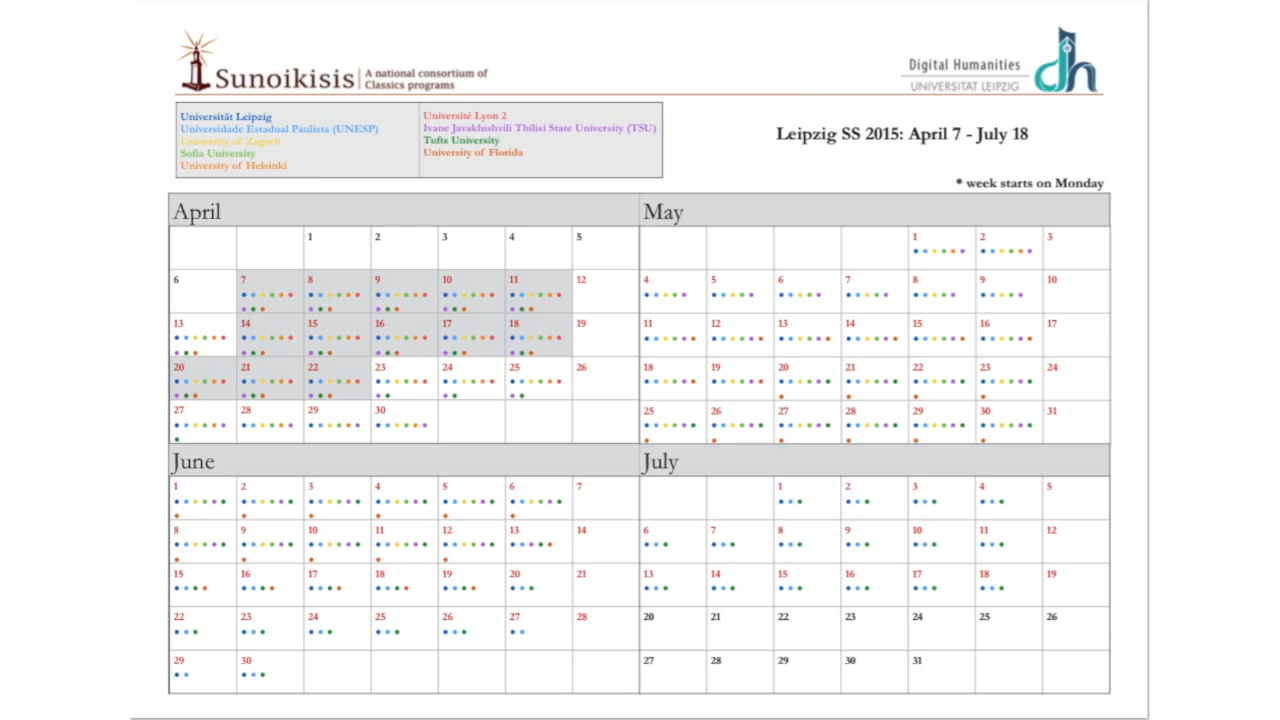 Sunoikisis
A national consortium of
Classics programs
Digital Humanities
UNIVERSITÄT LEIPZIG
dh
Universität Leipzig
Universidade Estadual Paulista (UNESP)
University of Zagreb
Sofia University
University of Helsinki
Université Lyon 2
Ivane Javakhishvili Tbilisi State University (TSU)
Tufts University
University of Florida
Leipzig SS 2015: April 7 - July 18
* week starts on Monday
April
1 2 3 4 5
6 7 8 9 10 11 12
13 14 15 16 17 18 19
20 21 22 23 24 25 26
27 28 29 30
May
1 2 3
4 5 6 7 8 9 10
11 12 13 14 15 16 17
18 19 20 21 22 23 24
25 26 27 28 29 30 31
June
1 2 3 4 5 6 7
8 9 10 11 12 13 14
15 16 17 18 19 20 21
22 23 24 25 26 27 28
29 30
July
1 2 3 4 5
6 7 8 9 10 11 12
13 14 15 16 17 18 19
20 21 22 23 24 25 26
27 28 29 30 31